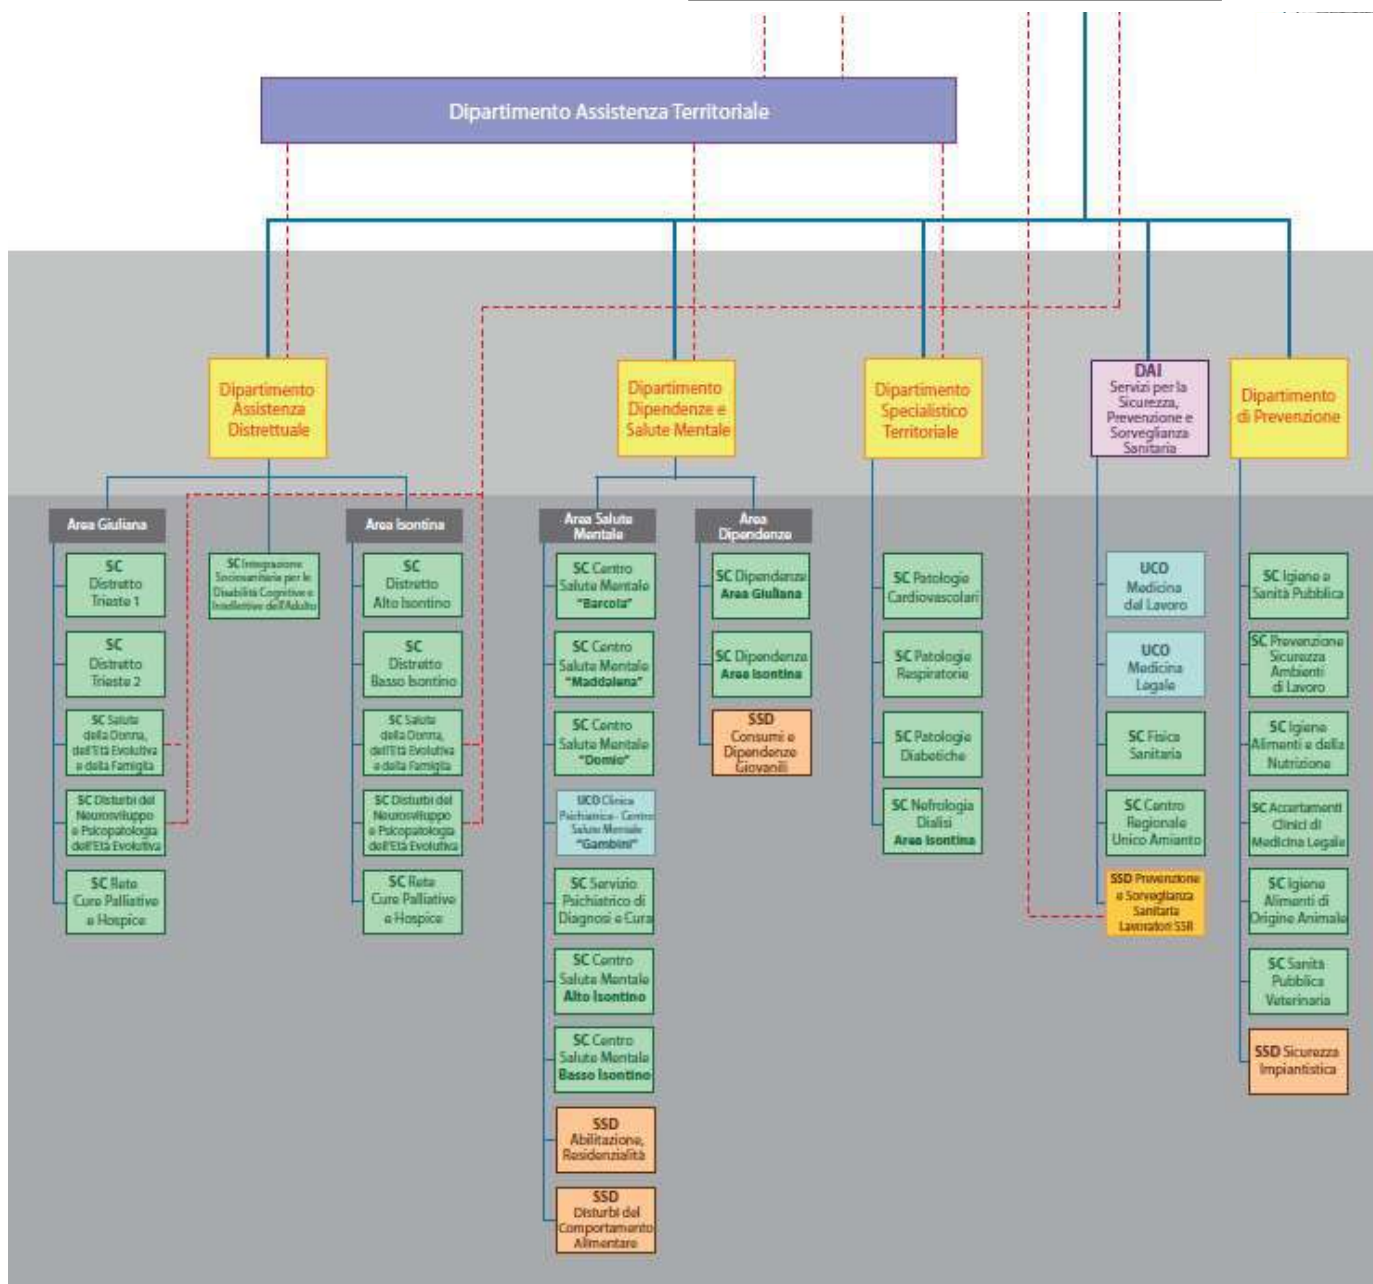 Dipartimento Assistenza Territoriale
Dipartimento
Assistenza
Distrettuale
Dipartimento
Dipendenze e
Salute Mentale
Dipartimento
Specialistico
Territoriale
DAI
Servizi per la
Sicurezza,
Prevenzione e
Sorveglianza
Sanitaria
Dipartimento
di Prevenzione
Area Giuliana
SC
Distretto
Trieste 1
SC
Distretto
Trieste 2
SC Salute
della Donna,
dell'Età Evolutiva
e della Famiglia
SC Disturbi del
Neurosviluppo
e Psicopatologia
dell'Età Evolutiva
SC Rete
Cure Palliative
e Hospice
SC Integrazione
Sociosanitaria per le
Disabilità Cognitive e
Intellettive dell'Adulto
Area Isontina
SC
Distretto
Alto Isontino
SC
Distretto
Basso Isontino
SC Salute
della Donna,
dell'Età Evolutiva
e della Famiglia
SC Disturbi del
Neurosviluppo
e Psicopatologia
dell'Età Evolutiva
SC Rete
Cure Palliative
e Hospice
Area Salute
Mentale
SC Centro
Salute Mentale
"Barcola"
SC Centro
Salute Mentale
"Maddalena"
SC Centro
Salute Mentale
"Domio"
UCO Clinica
Psichiatrica - Centro
Salute Mentale
"Gambini"
SC Servizio
Psichiatrico di
Diagnosi e Cura
SC Centro
Salute Mentale
Alto Isontino
SC Centro
Salute Mentale
Basso Isontino
SSD
Abilitazione,
Residenzialità
SSD
Disturbi del
Comportamento
Alimentare
Area
Dipendenze
SC Dipendenze
Area Giuliana
SC Dipendenza
Area Isontina
SSD
Consumi e
Dipendenze
Giovanili
SC Patologie
Cardiovascolari
SC Patologie
Respiratorie
SC Patologie
Diabetiche
SC Nefrologia
Dialisi
Area Isontina
UCO
Medicina
del Lavoro
UCO
Medicina
Legale
SC Fisica
Sanitaria
SC Centro
Regionale
Unico Amianto
SSD Prevenzione
e Sorveglianza
Sanitaria
Lavoratori SSR
SC Igiene e
Sanità Pubblica
SC Prevenzione
Sicurezza
Ambienti
di Lavoro
SC Igiene
Alimenti e della
Nutrizione
SC Accertamenti
Clinici di
Medicina Legale
SC Igiene
Alimenti di
Origine Animale
SC Sanità
Pubblica
Veterinaria
SSD Sicurezza
Impiantistica